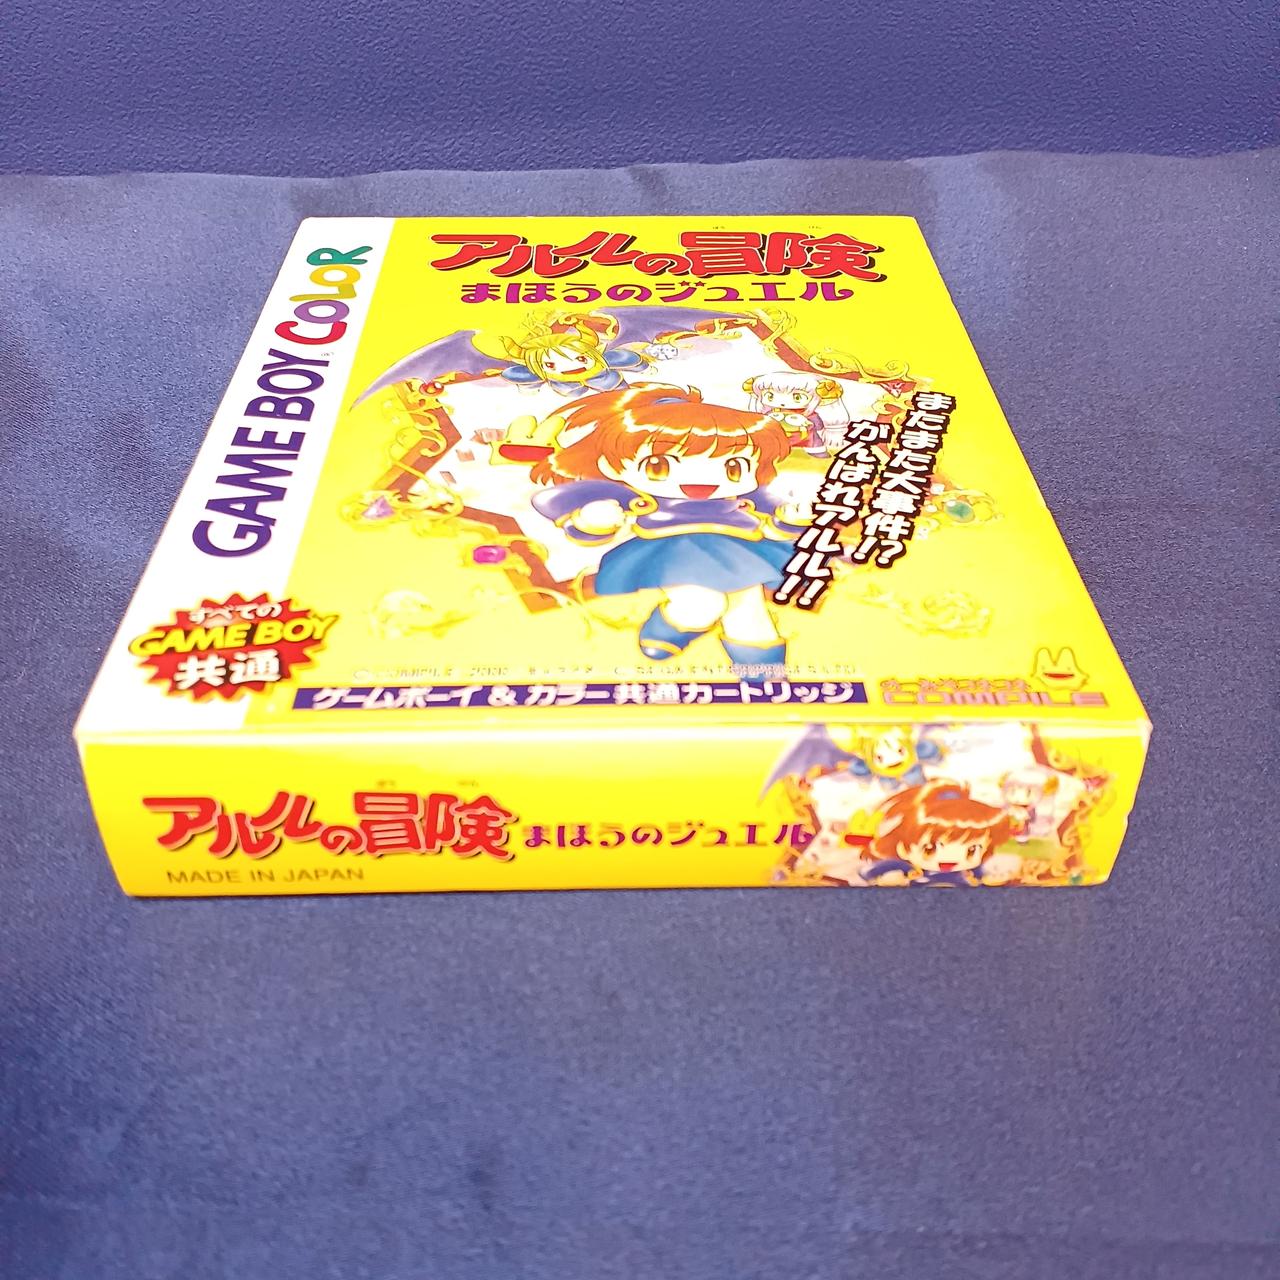 アルルの冒険
まほうのジュエル
GAME BOY COLOR
まだまだ大事件!?
がんばれアルル!!
すべての
GAME BOY
共通
ゲームボーイ&カラー共通カートリッジ
COMPILE
アルルの冒険 まほうのジュエル
MADE IN JAPAN